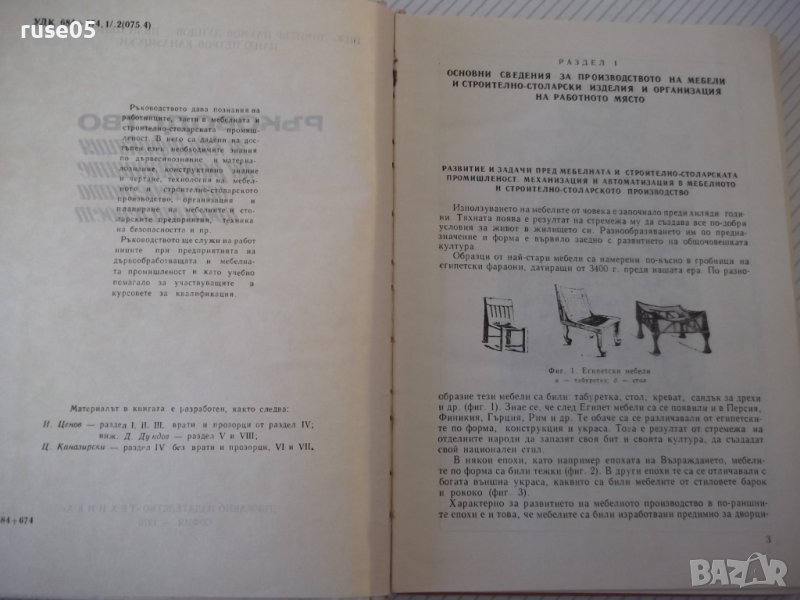 ruse05
Ръководството дава познания на
работниците, заети в мебелната и
строително-столарската промиш-
леност. В него са дадени на дос-
тъпен език необходимите знания
по дървесинознание и материал-
лознание, конструктивно знание
и чертане, технология на мебел-
ното и строително-столарското
производство, организация и
планиране на мебелните и сто-
ларските предприятия, техника
на безопасността и пр.
Ръководството ще служи на работ
ниците при предприятията на
дървообработващата и мебелна-
та промишленост и като учебно
помагало за участвуващите в
курсовете за квалификация.
Материалът в книгата е разработен, както следва:
И. Ценов — раздел I, II, III, врати и прозорци от раздел IV;
инж. Д. Дундов — раздел V и VIII;
Ц. Каназирски — раздел IV без врати и прозорци, VI и VII.
84+674
РАЗДЕЛ I
ОСНОВНИ СВЕДЕНИЯ ЗА ПРОИЗВОДСТВОТО НА МЕБЕЛИ
И СТРОИТЕЛНО-СТОЛАРСКИ ИЗДЕЛИЯ И ОРГАНИЗАЦИЯ
НА РАБОТНОТО МЯСТО
РАЗВИТИЕ И ЗАДАЧИ ПРЕД МЕБЕЛНАТА И СТРОИТЕЛНО-СТОЛАРСКАТА
ПРОМИШЛЕНОСТ. МЕХАНИЗАЦИЯ И АВТОМАТИЗАЦИЯ В МЕБЕЛНОТО
И СТРОИТЕЛНО-СТОЛАРСКОТО ПРОИЗВОДСТВО
Използуването на мебелите от човека е започнало преди хиляди годи-
ни. Тяхната поява е резултат на стремежа му да създава все по-добри
условия за живот в жилището си. Разнообразяването им по предна-
значение и форма е вървяло заедно с развитието на общочовешката
култура.
Образци от най-стари мебели са намерени по-късно в гробници на
египетски фараони, датиращи от 3400 г. преди нашата ера. По разно-
Фиг. 1. Египетски мебели
а — табуретка; б — стол
образие тези мебели са били: табуретка, стол, креват, сандък за дрехи
и др. (фиг. 1). Знае се, че след Египет мебели са се появили и в Персия,
Финикия, Гърция, Рим и др. Те обаче са се различавали от египетски-
те по форма, конструкция и украса. Това е резултат от стремежа на
отделните народи да запазят своя бит и своята култура, да създадат
свой национален стил.
В някои епохи, като например епохата на Възраждането, мебели-
те по форма са били тежки (фиг. 2). В други епохи те са се отличавали с
богата външна украса, каквито са били мебелите от стиловете барок
и рококо (фиг. 3).
Характерно за развитието на мебелното производство в по-раншни-
те епохи е и това, че мебелите са били изработвани предимно за дворци-
3
bazar.bg